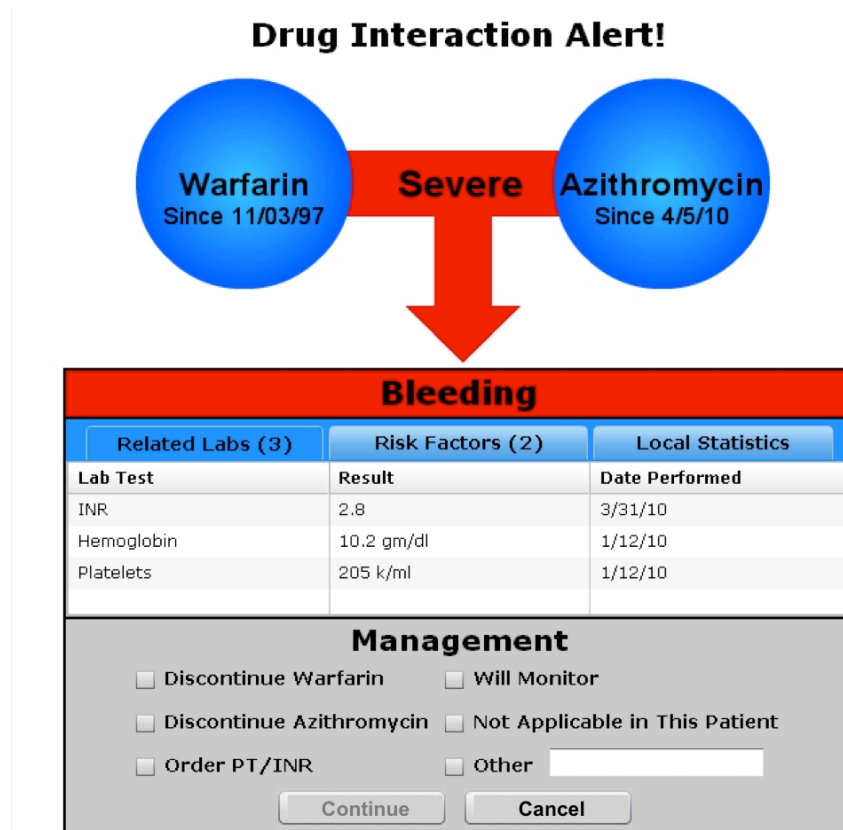 Drug Interaction Alert!
Warfarin
Since 11/03/97
Severe
Azithromycin
Since 4/5/10
Bleeding
Related Labs (3) Risk Factors (2) Local Statistics
Lab Test Result Date Performed
INR 2.8 3/31/10
Hemoglobin 10.2 gm/dl 1/12/10
Platelets 205 k/ml 1/12/10
Management
Discontinue Warfarin Will Monitor
Discontinue Azithromycin Not Applicable in This Patient
Order PT/INR Other
Continue Cancel